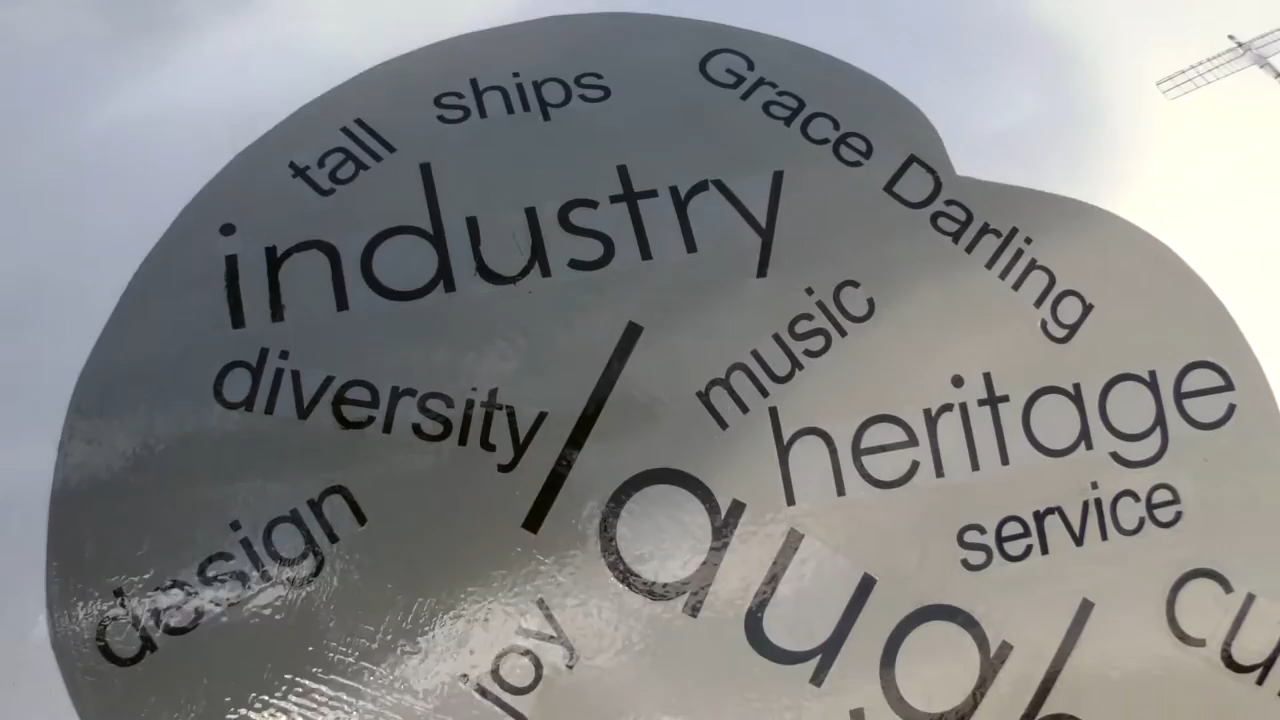 tall ships
Grace Darling
industry
music
diversity
heritage
design
service
joy